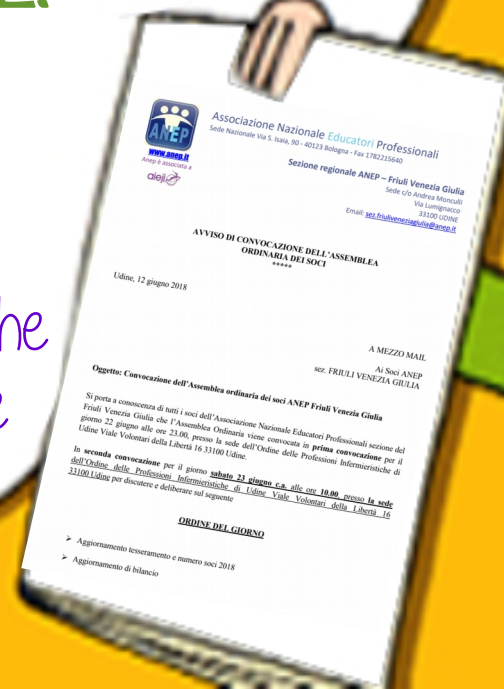 he
e
ANEP
www.anep.it
Anep è associata a
aieji
Associazione Nazionale Educatori Professionali
Sede Nazionale Via S. Isaia, 90 - 40123 Bologna - Fax 1782215640
Sezione regionale ANEP – Friuli Venezia Giulia
Sede c/o Andrea Monculli
Via Lumignacco
33100 UDINE
Email: sez.friuliveneziagiulia@anep.it
AVVISO DI CONVOCAZIONE DELL'ASSEMBLEA
ORDINARIA DEI SOCI
*****
Udine, 12 giugno 2018
A MEZZO MAIL
Ai Soci ANEP
sez. FRIULI VENEZIA GIULIA
Oggetto: Convocazione dell'Assemblea ordinaria dei soci ANEP Friuli Venezia Giulia
Si porta a conoscenza di tutti i soci dell'Associazione Nazionale Educatori Professionali sezione del
Friuli Venezia Giulia che l'Assemblea Ordinaria viene convocata in prima convocazione per il
giorno 22 giugno alle ore 23.00, presso la sede dell'Ordine delle Professioni Infermieristiche di
Udine Viale Volontari della Libertà 16 33100 Udine.
In seconda convocazione per il giorno sabato 23 giugno c.a. alle ore 10.00 presso la sede
dell'Ordine delle Professioni Infermieristiche di Udine Viale Volontari della Libertà 16
33100 Udine per discutere e deliberare sul seguente
ORDINE DEL GIORNO
➤ Aggiornamento tesseramento e numero soci 2018
➤ Aggiornamento di bilancio